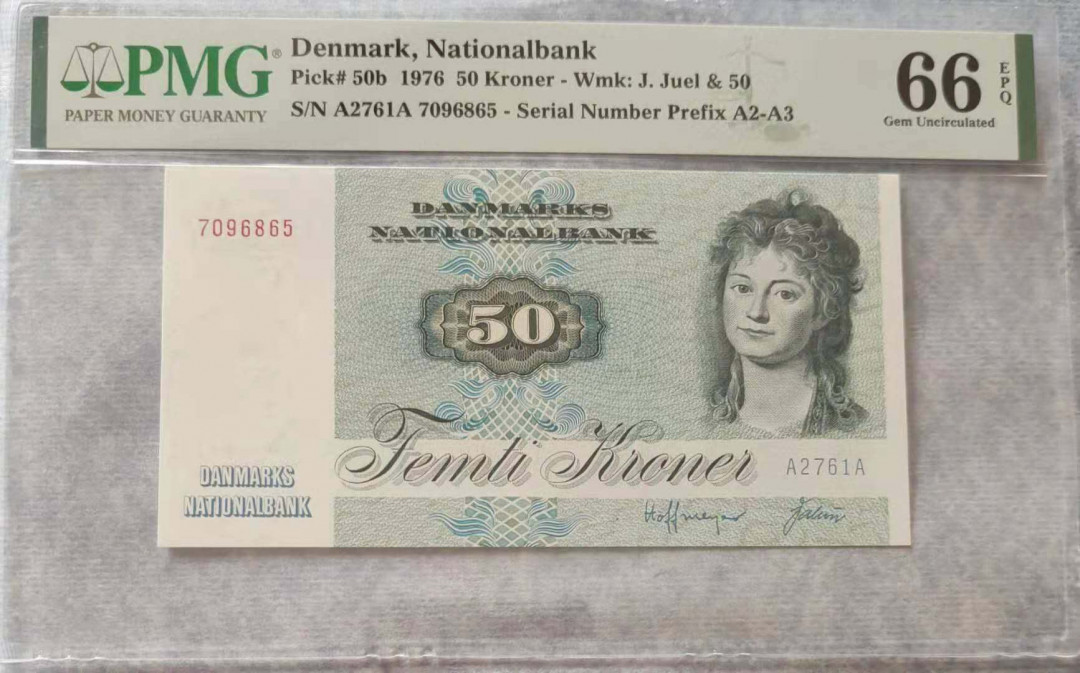 PMG®
PAPER MONEY GUARANTY
Denmark, Nationalbank
Pick# 50b 1976 50 Kroner - Wmk: J. Juel & 50
S/N A2761A 7096865 - Serial Number Prefix A2-A3
66
EPQ
Gem Uncirculated
7096865
DANMARKS
NATIONALBANK
50
Femti Kroner
A2761A
DANMARKS
NATIONALBANK
Hoffmeyer